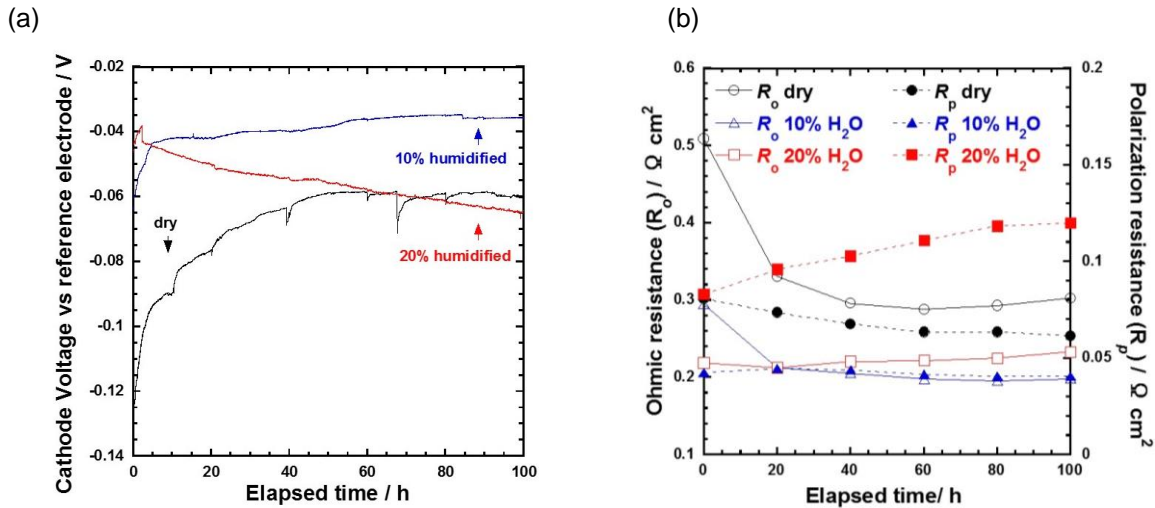 (a)
Cathode Voltage vs reference electrode / V
-0.02
-0.04
-0.06
-0.08
-0.1
-0.12
-0.14
10% humidified
dry
20% humidified
0 20 40 60 80 100
Elapsed time / h
(b)
Ohmic resistance (Ro) / Ω cm2
0.6
0.5
0.4
0.3
0.2
0.1
Ro dry
Rp dry
Ro 10% H2O
Rp 10% H2O
Ro 20% H2O
Rp 20% H2O
0.2
0.15
0.1
0.05
0
Polarization resistance (Rp) / Ω cm2
0 20 40 60 80 100
Elapsed time/ h